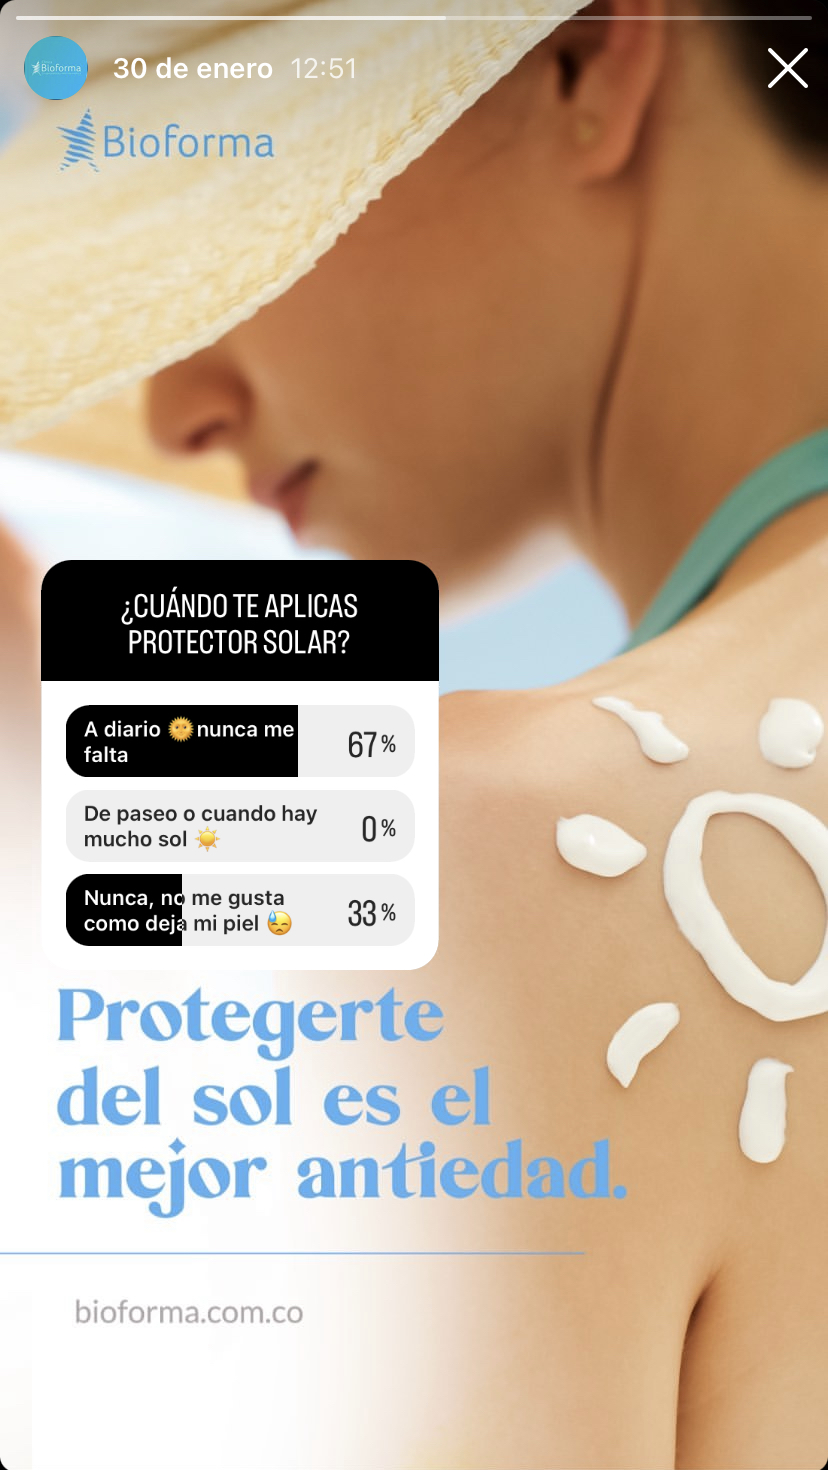 Bioforma
30 de enero 12:51
Bioforma
¿CUÁNDO TE APLICAS
PROTECTOR SOLAR?
A diario 🌞nunca me
falta
67%
De paseo o cuando hay
mucho sol ☀️
0%
Nunca, no me gusta
como deja mi piel 😓
33%
Protegerte
del sol es el
mejor antiedad.
bioforma.com.co